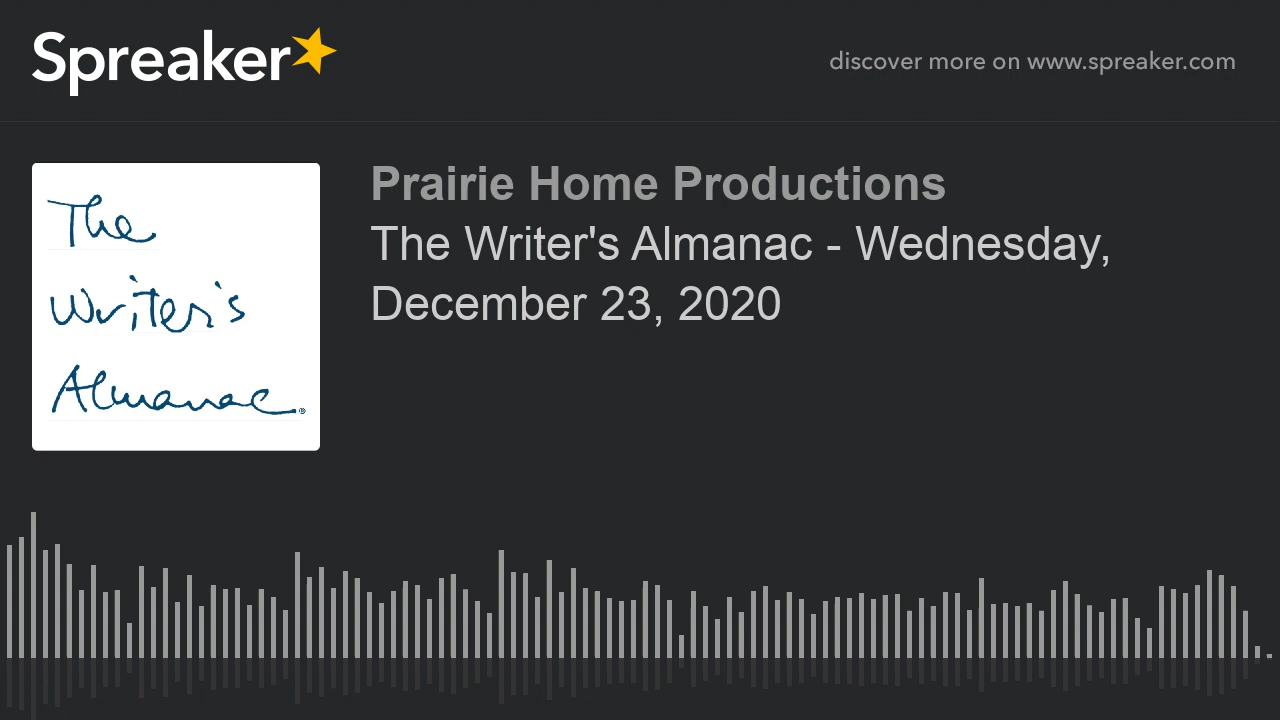 Spreaker
discover more on www.spreaker.com
The
Writer's
Almanac.®
Prairie Home Productions
The Writer's Almanac - Wednesday,
December 23, 2020